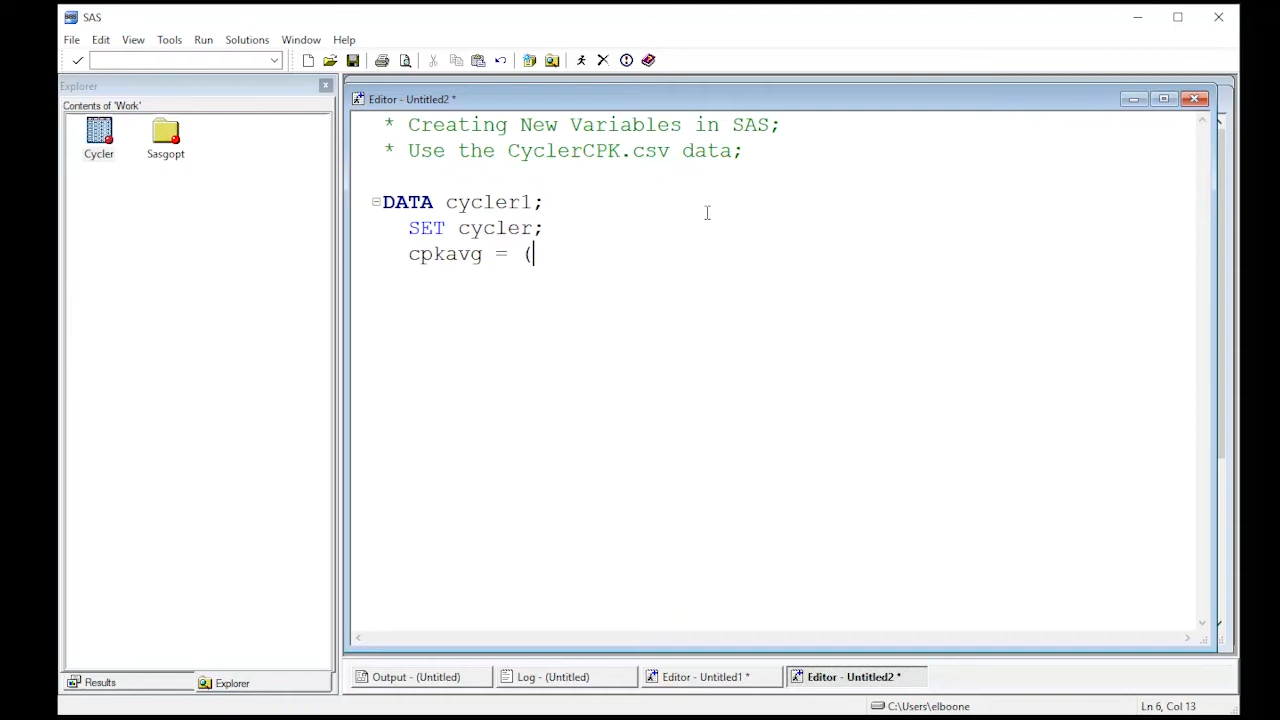 SAS
File Edit View Tools Run Solutions Window Help
Explorer
Contents of 'Work'
Cycler Sasgopt
Editor - Untitled2 *
* Creating New Variables in SAS;
* Use the CyclerCPK.csv data;
DATA cycler1;
SET cycler;
cpkavg = (
Results Explorer
Output - (Untitled) Log - (Untitled) Editor - Untitled1 * Editor - Untitled2 *
C:\Users\elboone Ln 6, Col 13